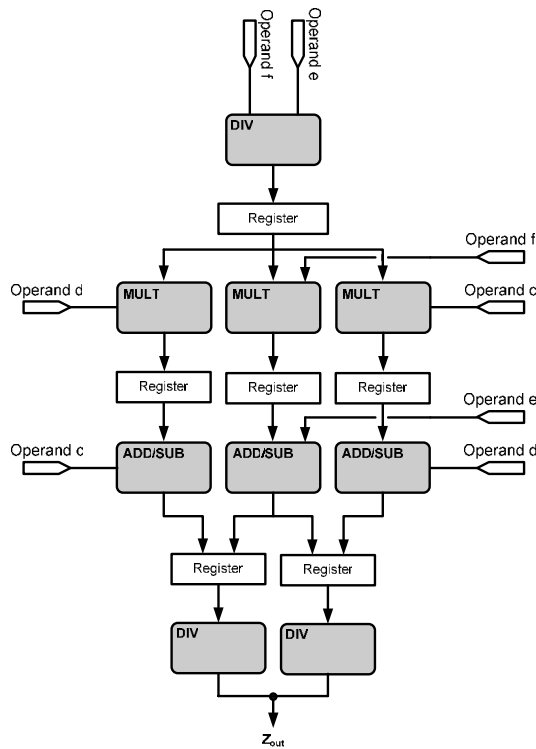 Operand f
Operand e
DIV
Register
Operand f
Operand d
MULT
MULT
MULT
Operand c
Register
Register
Register
Operand e
Operand c
ADD/SUB
ADD/SUB
ADD/SUB
Operand d
Register
Register
DIV
DIV
Zout